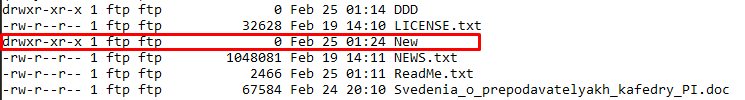 drwxr-xr-x 1 ftp ftp 0 Feb 25 01:14 DDD
-rw-r--r-- 1 ftp ftp 32628 Feb 19 14:10 LICENSE.txt
drwxr-xr-x 1 ftp ftp 0 Feb 25 01:24 New
-rw-r--r-- 1 ftp ftp 1048081 Feb 19 14:11 NEWS.txt
-rw-r--r-- 1 ftp ftp 2466 Feb 25 01:11 ReadMe.txt
-rw-r--r-- 1 ftp ftp 67584 Feb 24 20:10 Svedenia_o_prepodavatelyakh_kafedry_PI.doc